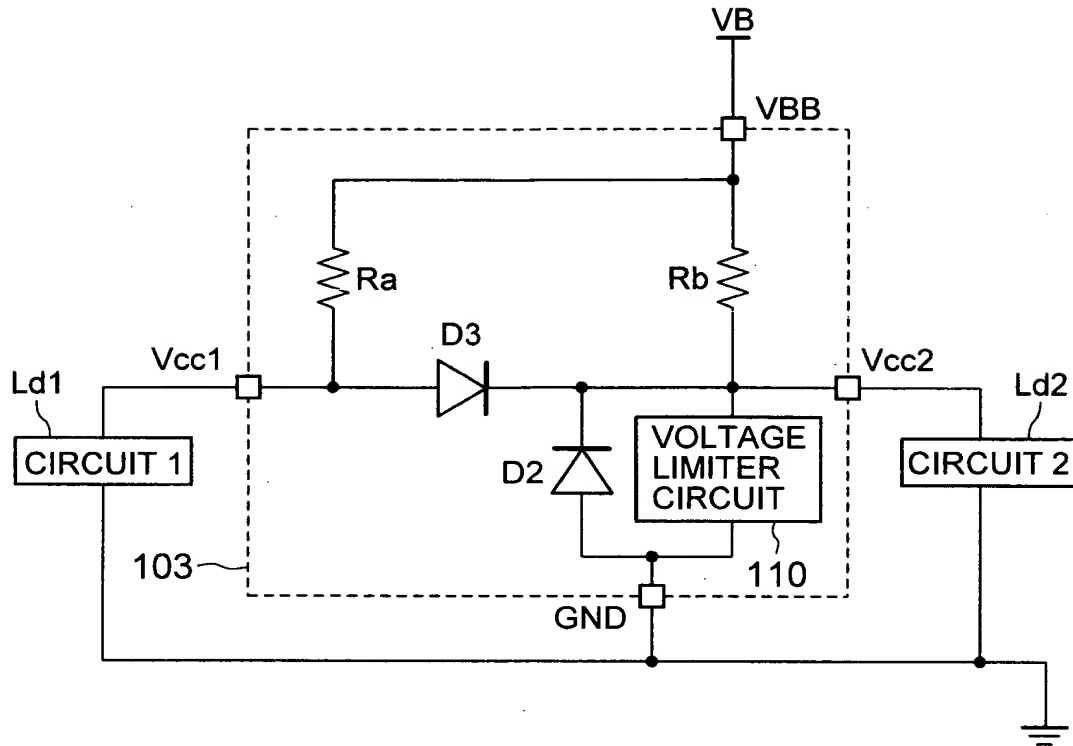 VB
VBB
Ra
Rb
D3
Vcc1
Vcc2
Ld1
Ld2
CIRCUIT 1
VOLTAGE
LIMITER
CIRCUIT
CIRCUIT 2
D2
103
110
GND